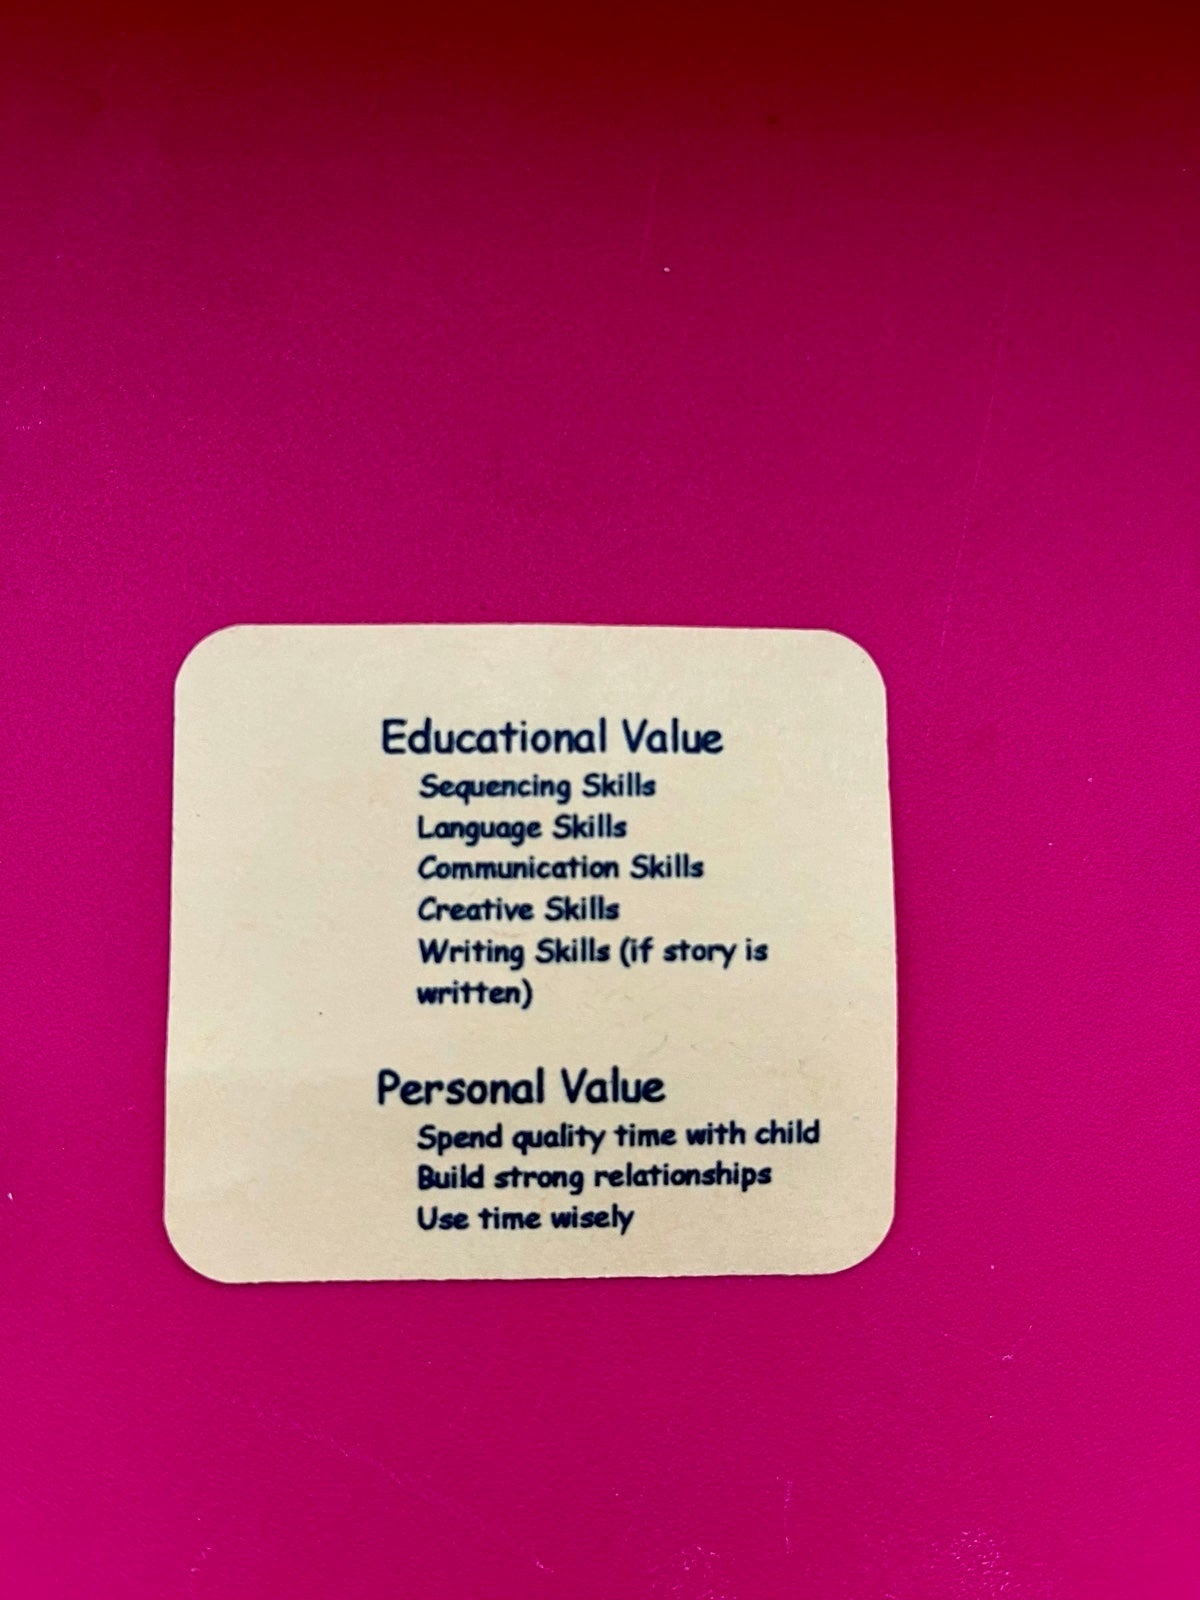 Educational Value
Sequencing Skills
Language Skills
Communication Skills
Creative Skills
Writing Skills (if story is
written)
Personal Value
Spend quality time with child
Build strong relationships
Use time wisely